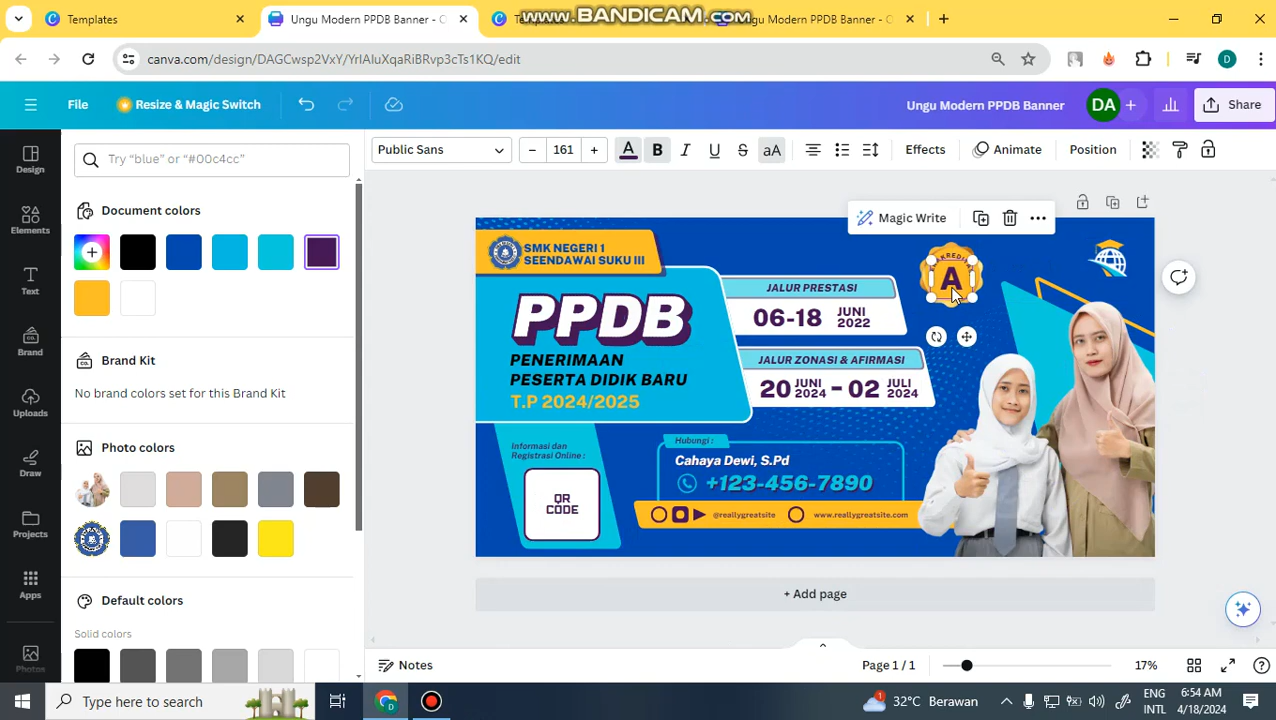 www.BANDICAM.com
Templates
Ungu Modern PPDB Banner - C
Ungu Modern PPDB Banner - C
canva.com/design/DAGCwsp2VxY/YrIAIuXqaRiBRvp3cTs1KQ/edit
File
Resize & Magic Switch
Ungu Modern PPDB Banner
DA
Share
Public Sans
161
A
B
I
U
S
aA
Effects
Animate
Position
Design
Elements
Text
Brand
Uploads
Draw
Projects
Apps
Photos
Try “blue” or “#00c4cc”
Document colors
Brand Kit
No brand colors set for this Brand Kit
Photo colors
Default colors
Solid colors
Magic Write
SMK NEGERI 1
SEENDAWAI SUKU III
PPDB
PENERIMAAN
PESERTA DIDIK BARU
T.P 2024/2025
JALUR PRESTASI
06-18 JUNI 2022
JALUR ZONASI & AFIRMASI
20 JUNI 2024 - 02 JULI 2024
A
Informasi dan
Registrasi Online :
QR
CODE
Hubungi :
Cahaya Dewi, S.Pd
+123-456-7890
@reallygreatsite
www.reallygreatsite.com
+ Add page
Notes
Page 1 / 1
17%
Type here to search
32°C Berawan
ENG
INTL
6:54 AM
4/18/2024